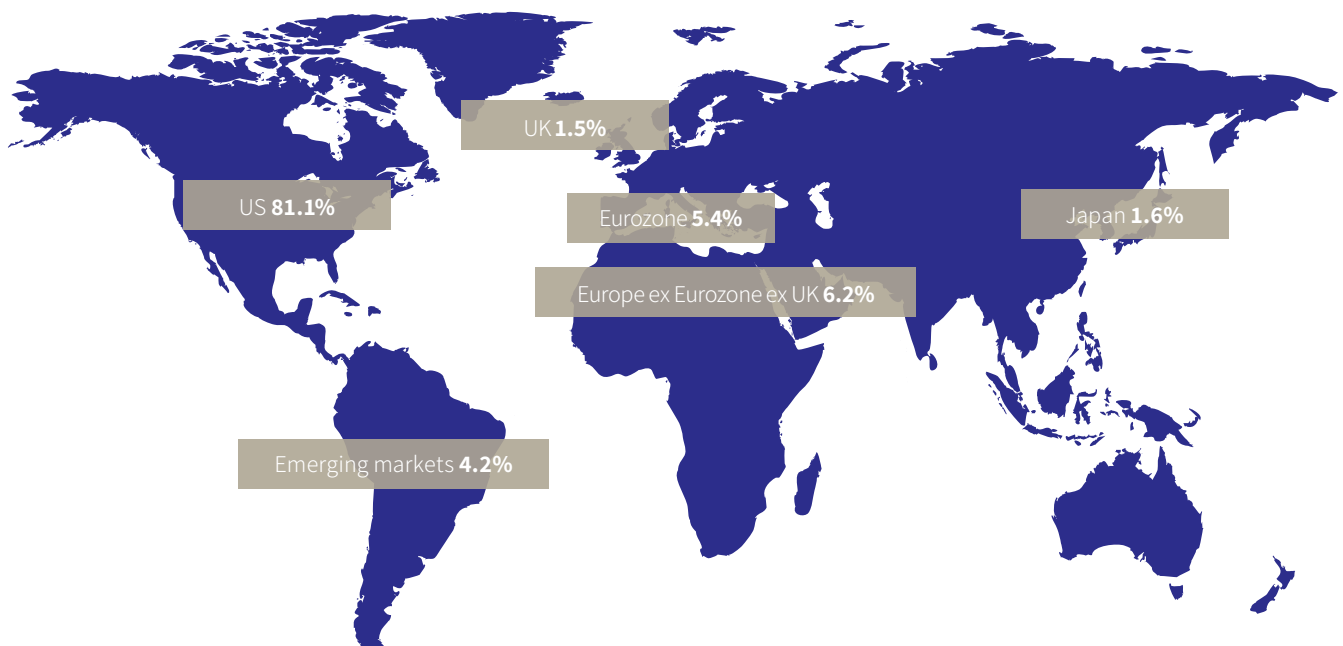 UK 1.5%
US 81.1%
Eurozone 5.4%
Japan 1.6%
Europe ex Eurozone ex UK 6.2%
Emerging markets 4.2%